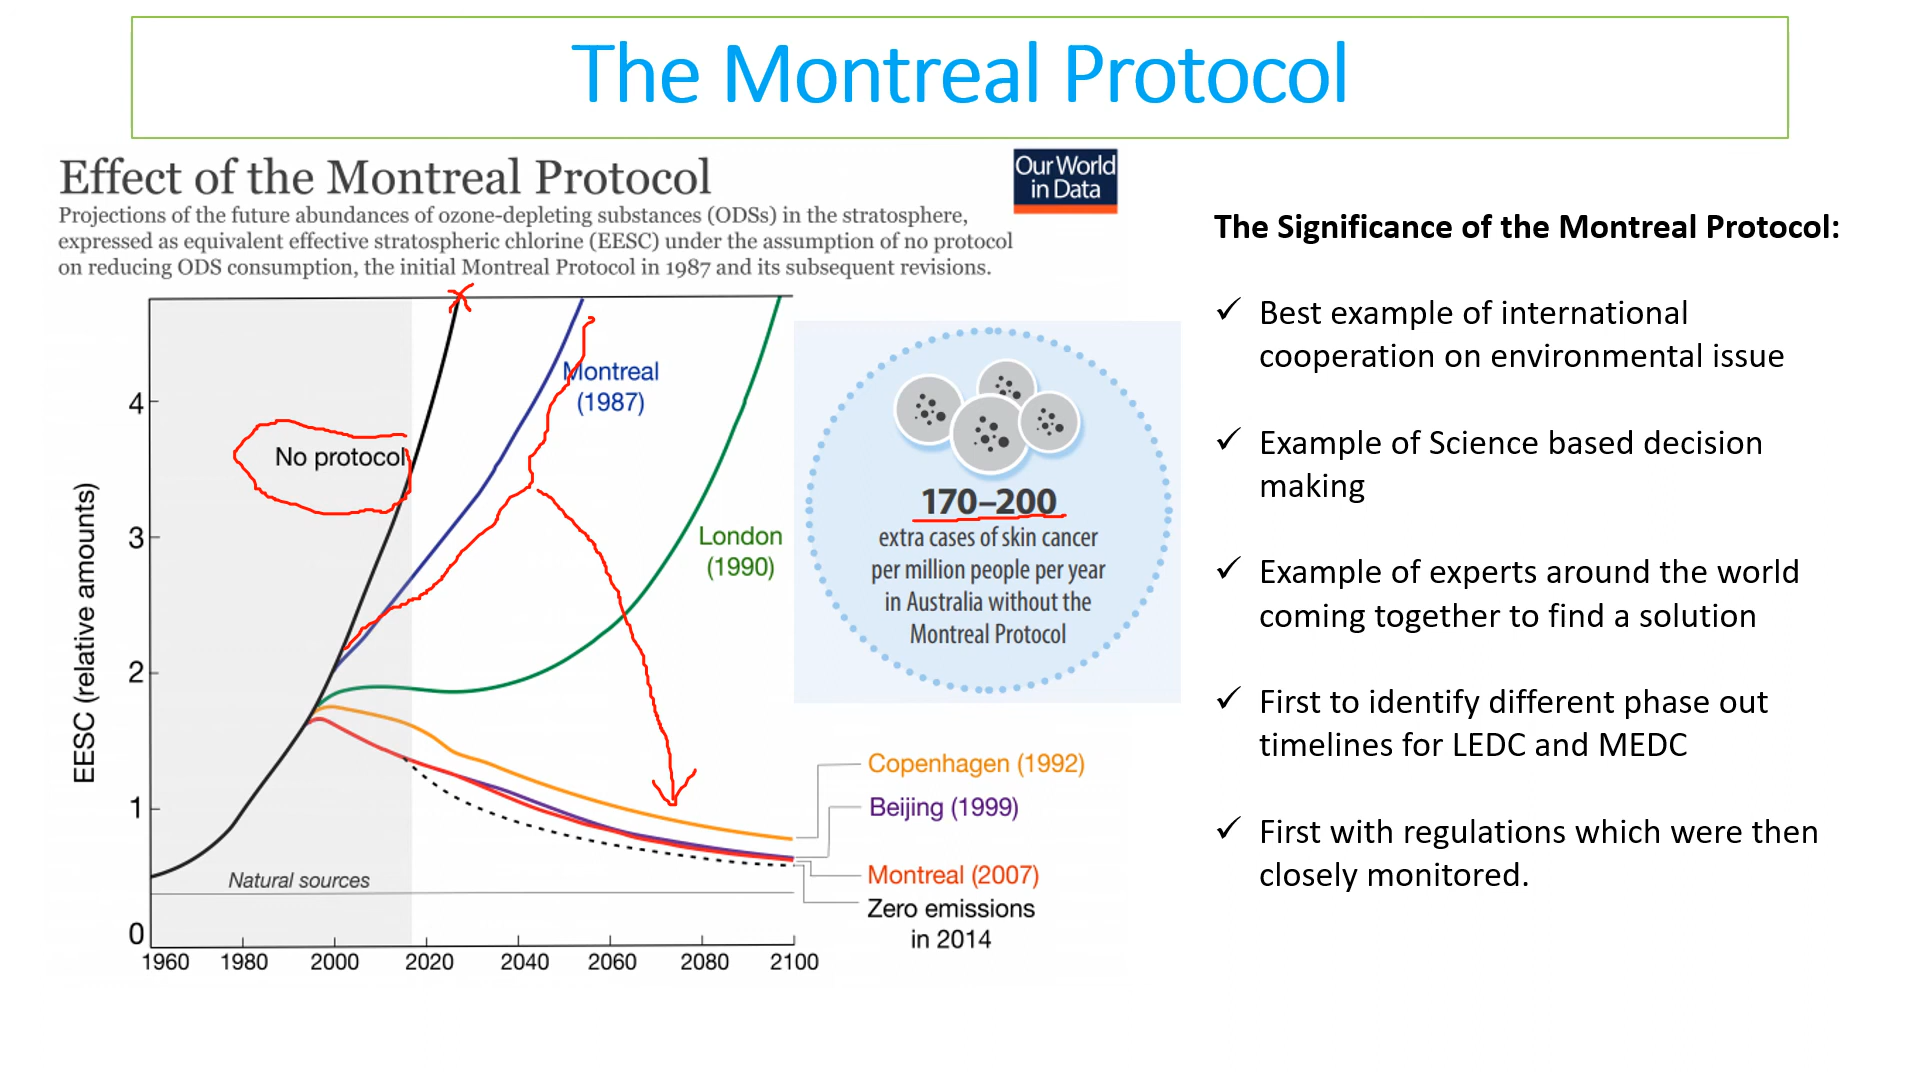 The Montreal Protocol
Effect of the Montreal Protocol
Our World
in Data
Projections of the future abundances of ozone-depleting substances (ODSs) in the stratosphere,
expressed as equivalent effective stratospheric chlorine (EESC) under the assumption of no protocol
on reducing ODS consumption, the initial Montreal Protocol in 1987 and its subsequent revisions.
EESC (relative amounts)
4
3
2
1
0
No protocol
Montreal
(1987)
London
(1990)
Copenhagen (1992)
Beijing (1999)
Montreal (2007)
Zero emissions
in 2014
Natural sources
1960 1980 2000 2020 2040 2060 2080 2100
170–200
extra cases of skin cancer
per million people per year
in Australia without the
Montreal Protocol
The Significance of the Montreal Protocol:
✓ Best example of international
cooperation on environmental issue
✓ Example of Science based decision
making
✓ Example of experts around the world
coming together to find a solution
✓ First to identify different phase out
timelines for LEDC and MEDC
✓ First with regulations which were then
closely monitored.